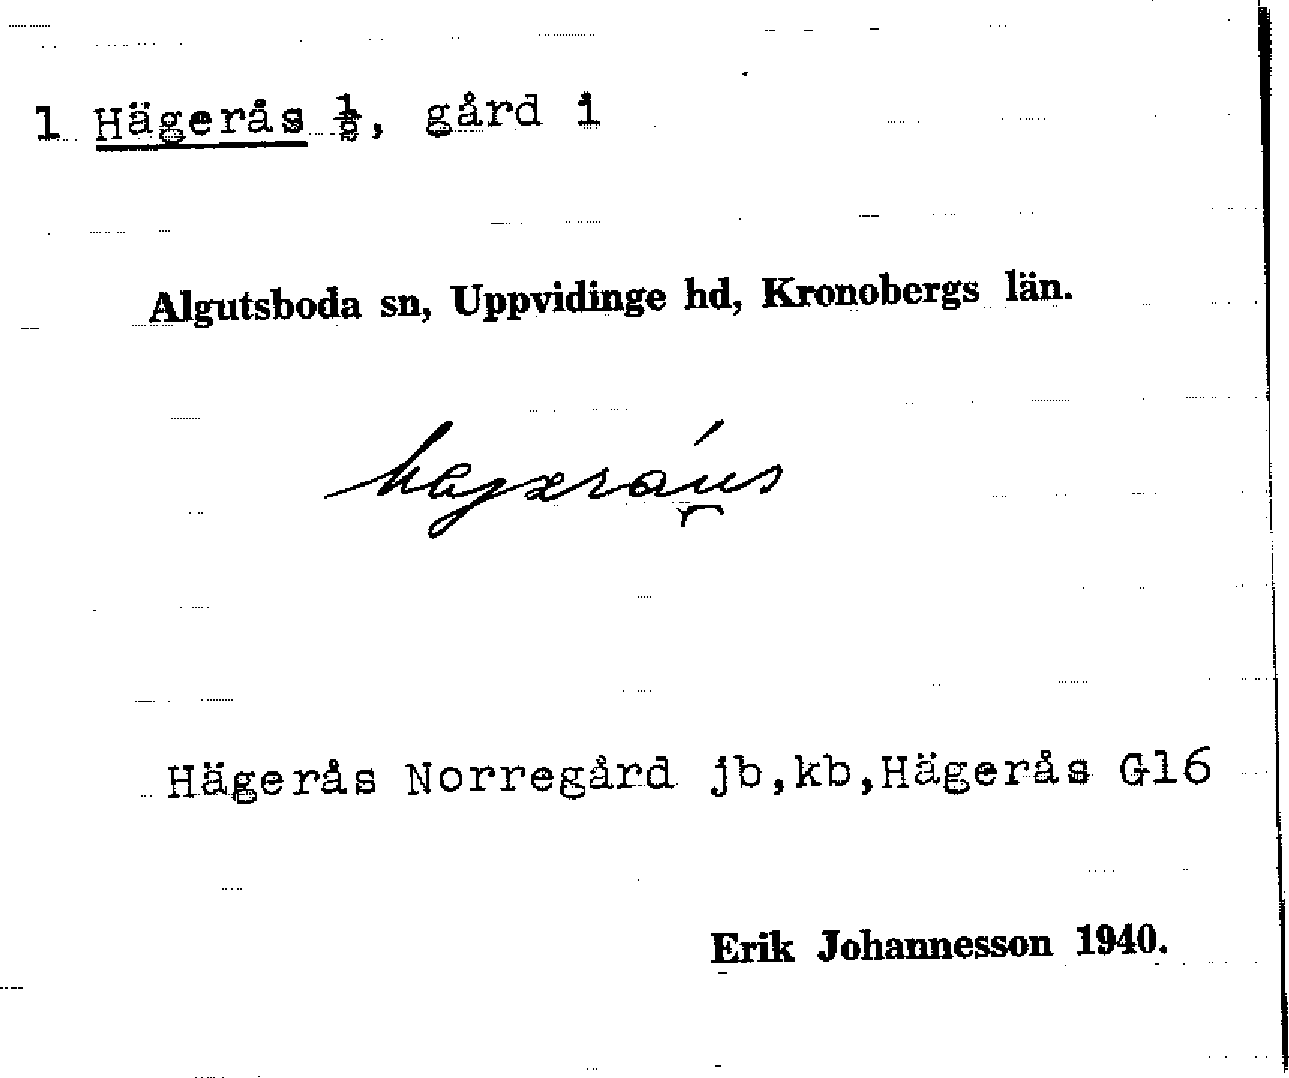 1 Hägerås ⅛, gård i
Algutsboda sn, Uppvidinge hd, Kronobergs län.
Hägerås Norregård jb,kb,Hägerås G16
Erik Johannesson 1940.